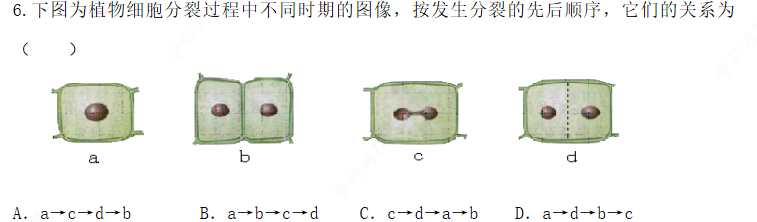 6.下图为植物细胞分裂过程中不同时期的图像，按发生分裂的先后顺序，它们的关系为
（　　）
a b c d
A. a→c→d→b B. a→b→c→d C. c→d→a→b D. a→d→b→c